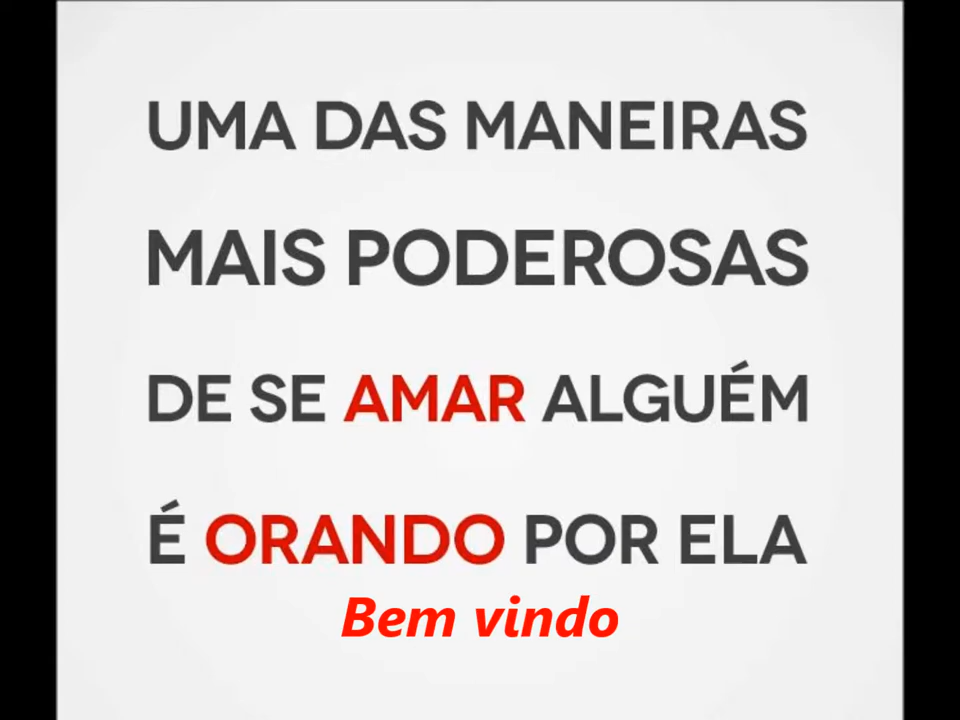 UMA DAS MANEIRAS
MAIS PODEROSAS
DE SE AMAR ALGUÉM
É ORANDO POR ELA
Bem vindo